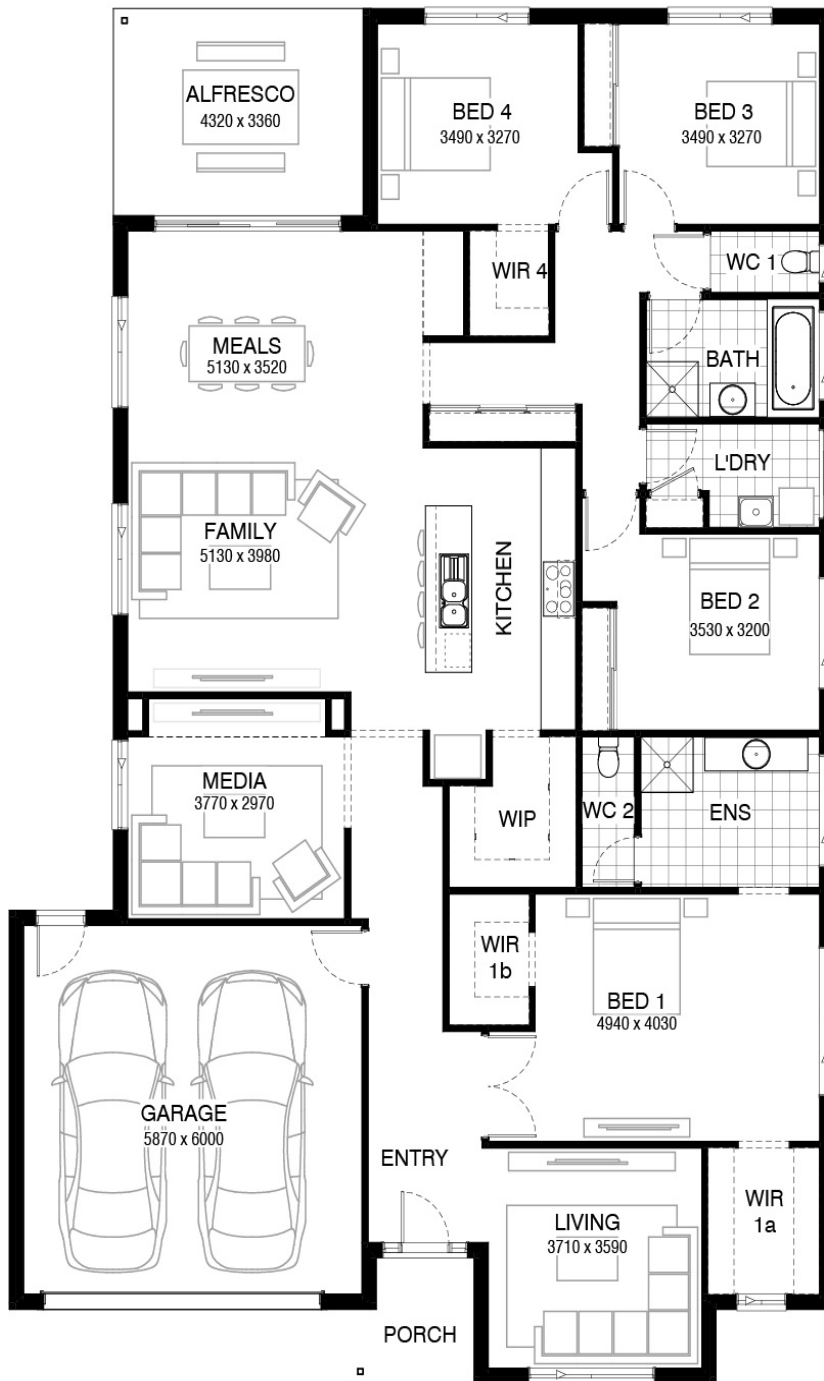 ALFRESCO
4320 x 3360
BED 4
3490 x 3270
BED 3
3490 x 3270
WIR 4
WC 1
MEALS
5130 x 3520
BATH
L'DRY
FAMILY
5130 x 3980
KITCHEN
BED 2
3530 x 3200
MEDIA
3770 x 2970
WIP
WC 2
ENS
WIR
1b
BED 1
4940 x 4030
GARAGE
5870 x 6000
ENTRY
LIVING
3710 x 3590
WIR
1a
PORCH